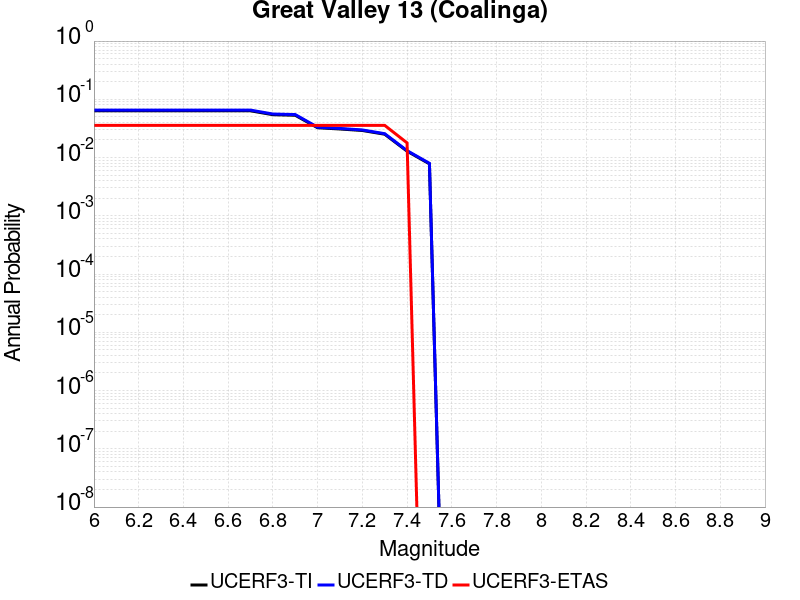 Great Valley 13 (Coalinga)
10^0
10^-1
10^-2
10^-3
10^-4
10^-5
10^-6
10^-7
10^-8
Annual Probability
6 6.2 6.4 6.6 6.8 7 7.2 7.4 7.6 7.8 8 8.2 8.4 8.6 8.8 9
Magnitude
UCERF3-TI UCERF3-TD UCERF3-ETAS